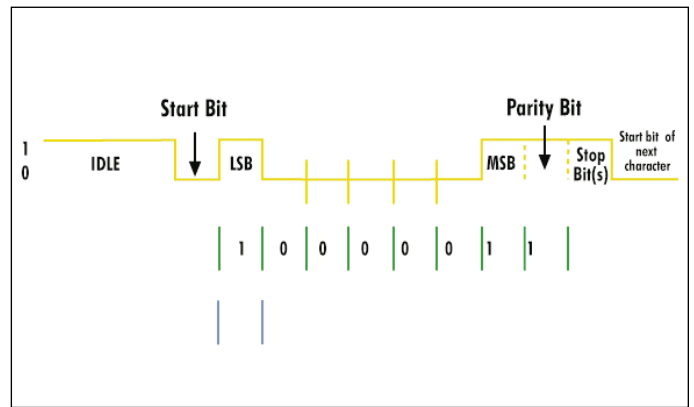 Start Bit
Parity Bit
1
0
IDLE
LSB
MSB
Stop
Bit(s)
Start bit of
next
character
1 0 0 0 0 0 1 1